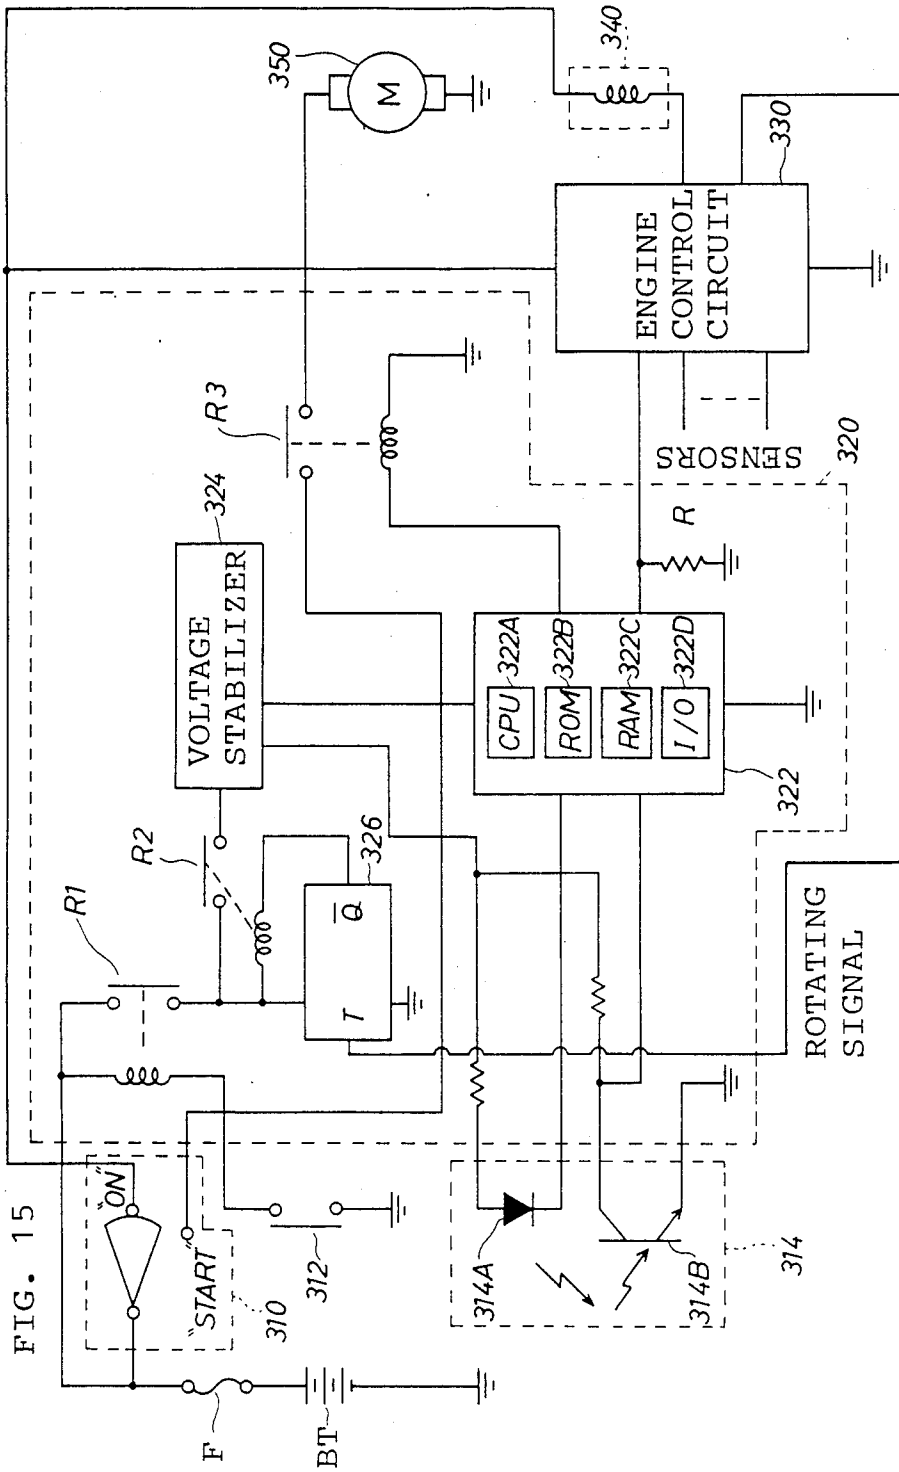 FIG. 15
F
BT
310
"ON"
"START"
312
314
314A
314B
R1
R2
R3
T
Q̅
326
VOLTAGE
STABILIZER
324
CPU
322A
ROM
322B
RAM
322C
I/O
322D
322
R
320
SENSORS
ENGINE
CONTROL
CIRCUIT
330
340
350
M
ROTATING
SIGNAL